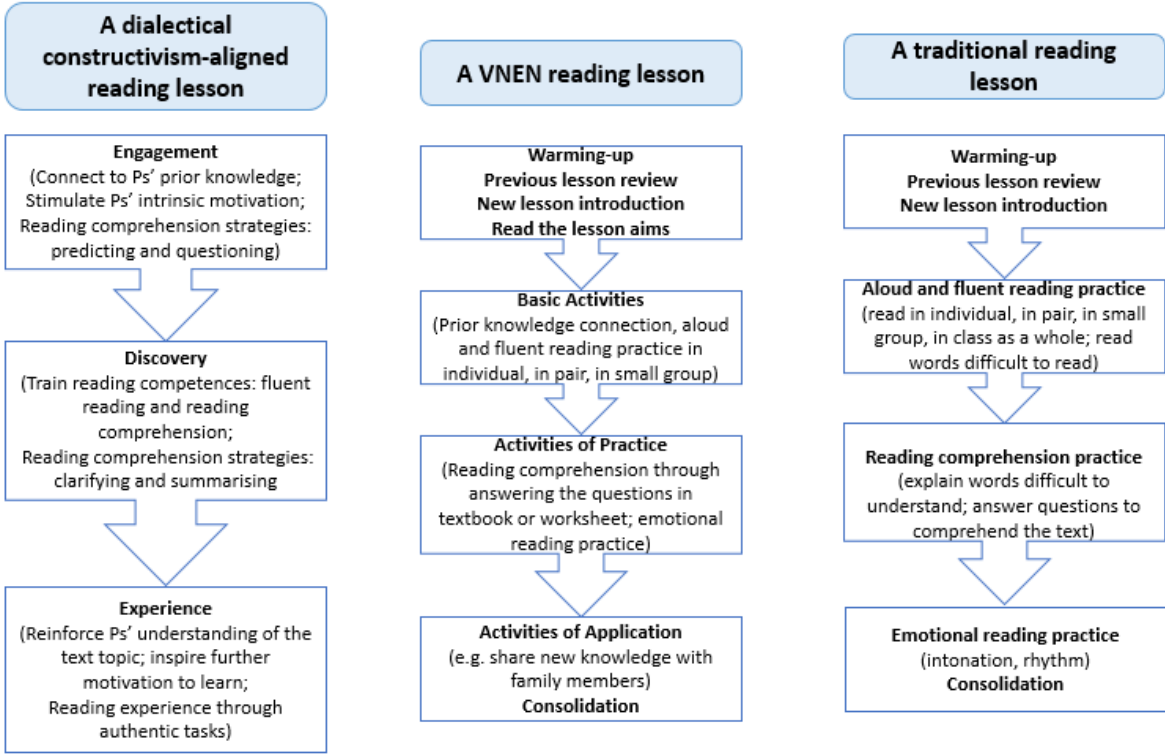 A dialectical
constructivism-aligned
reading lesson
Engagement
(Connect to Ps’ prior knowledge;
Stimulate Ps’ intrinsic motivation;
Reading comprehension strategies:
predicting and questioning)
Discovery
(Train reading competences: fluent
reading and reading
comprehension;
Reading comprehension strategies:
clarifying and summarising
Experience
(Reinforce Ps’ understanding of the
text topic; inspire further
motivation to learn;
Reading experience through
authentic tasks)
A VNEN reading lesson
Warming-up
Previous lesson review
New lesson introduction
Read the lesson aims
Basic Activities
(Prior knowledge connection, aloud
and fluent reading practice in
individual, in pair, in small group)
Activities of Practice
(Reading comprehension through
answering the questions in
textbook or worksheet; emotional
reading practice)
Activities of Application
(e.g. share new knowledge with
family members)
Consolidation
A traditional reading
lesson
Warming-up
Previous lesson review
New lesson introduction
Aloud and fluent reading practice
(read in individual, in pair, in small
group, in class as a whole; read
words difficult to read)
Reading comprehension practice
(explain words difficult to
understand; answer questions to
comprehend the text)
Emotional reading practice
(intonation, rhythm)
Consolidation